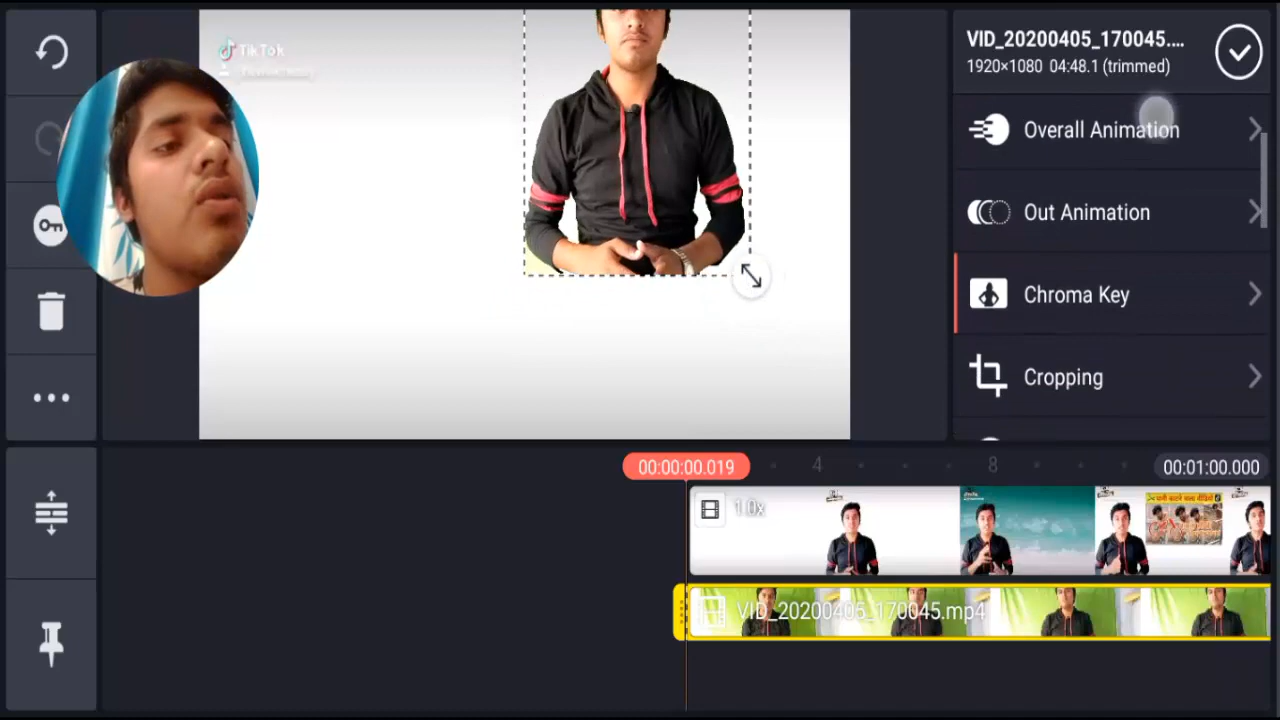 TikTok
VID_20200405_170045....
1920×1080 04:48.1 (trimmed)
Overall Animation
Out Animation
Chroma Key
Cropping
00:00:00.019
4
8
00:01:00.000
1.0x
VID_20200405_170045.mp4